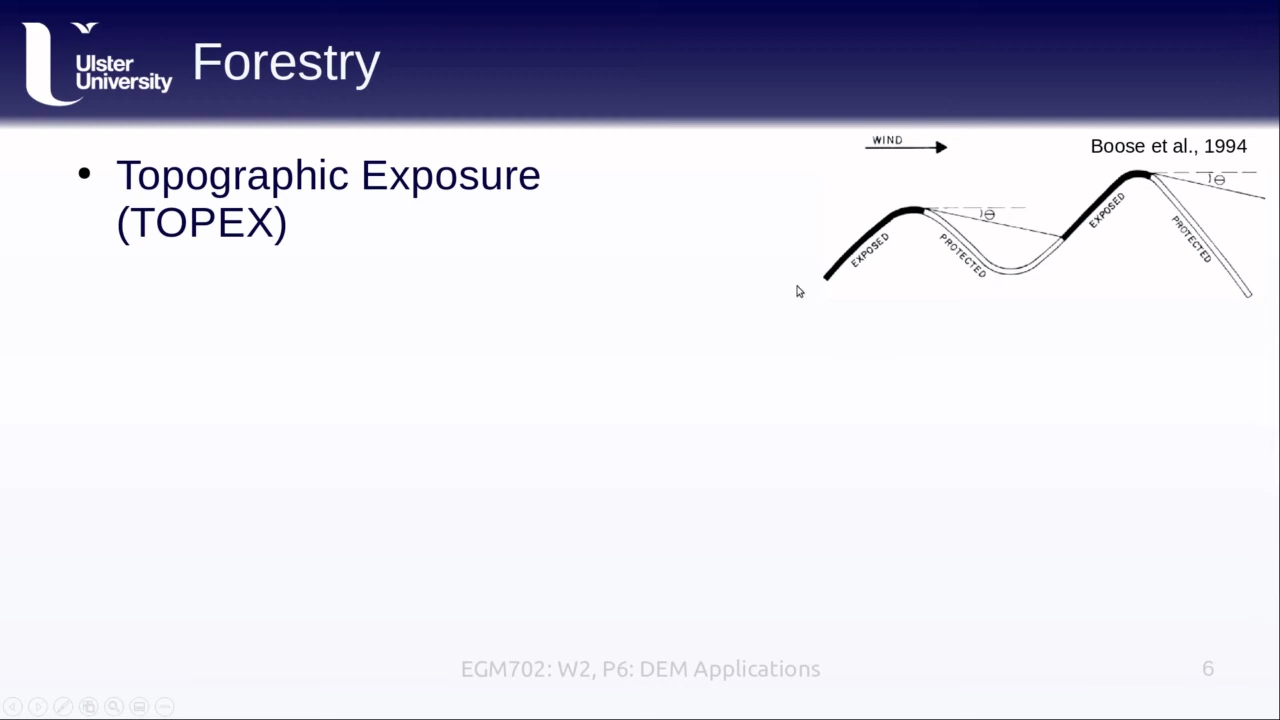 Ulster
University
Forestry
• Topographic Exposure
(TOPEX)
WIND
Boose et al., 1994
θ
EXPOSED
PROTECTED
θ
EXPOSED
PROTECTED
EGM702: W2, P6: DEM Applications
6